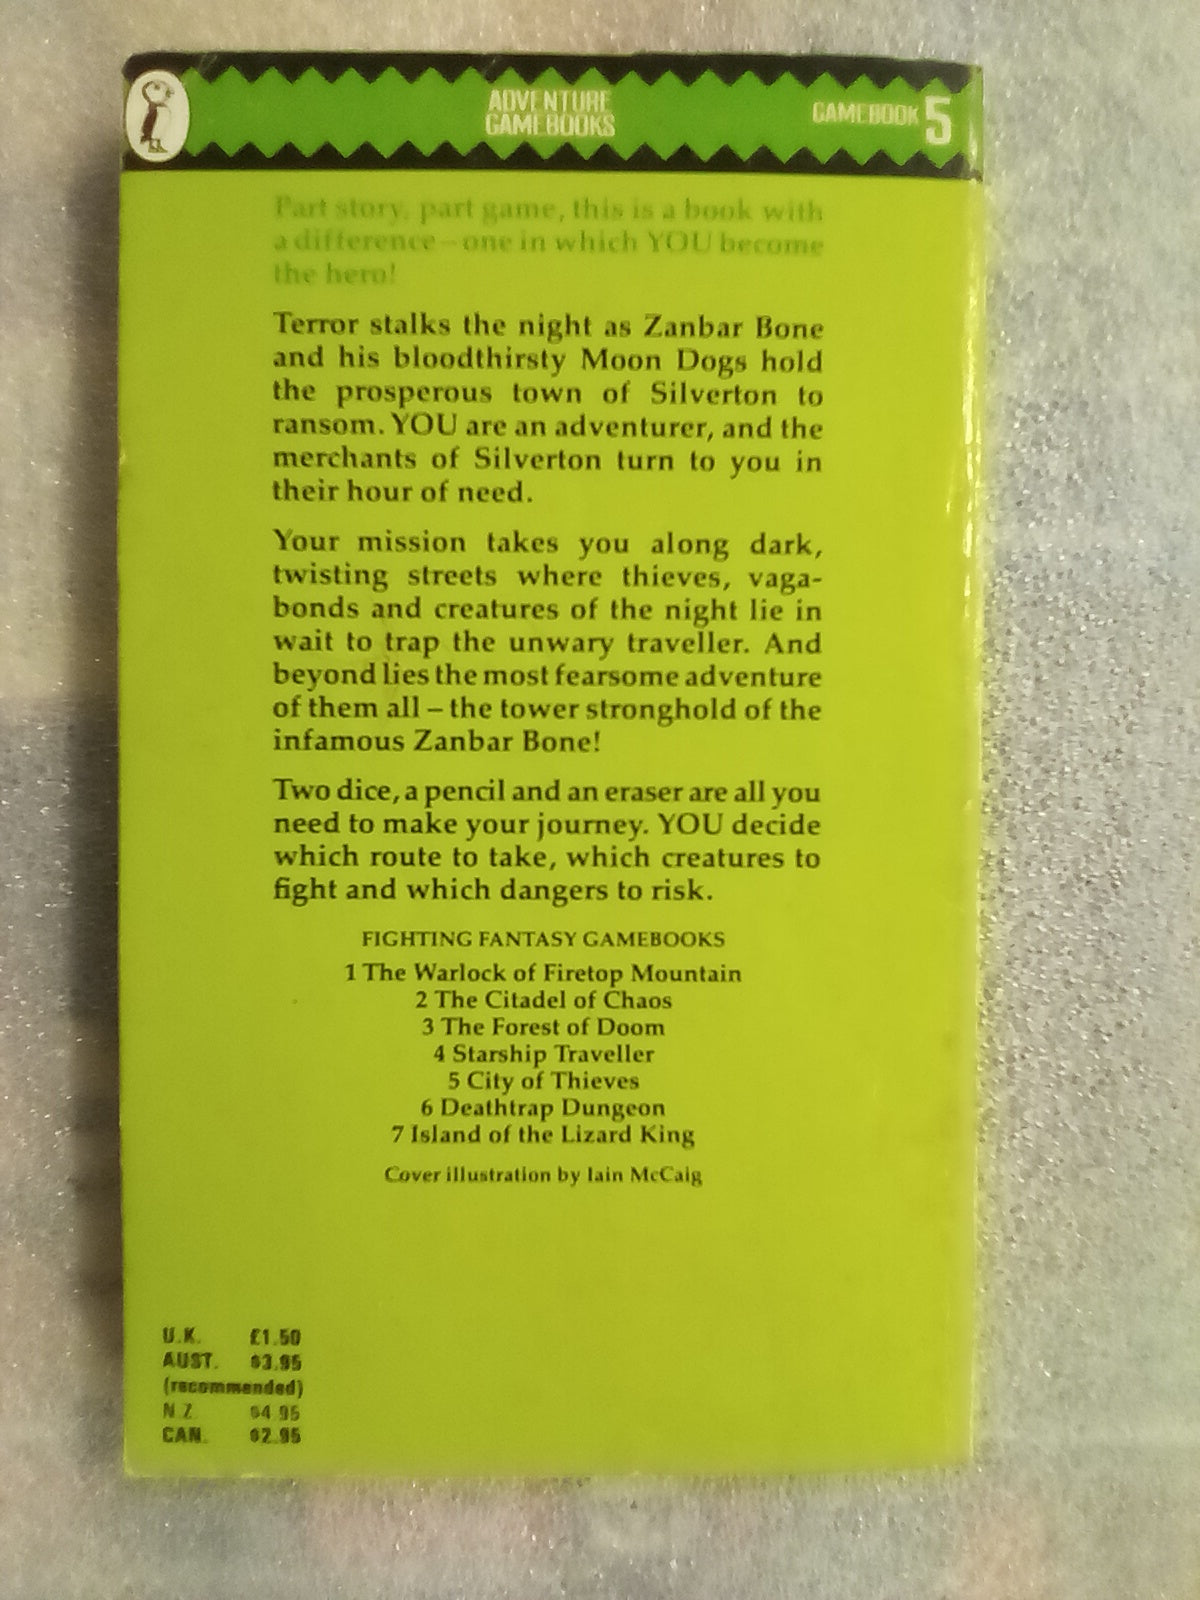 ADVENTURE
GAMEBOOKS
GAMEBOOK 5
Part story, part game, this is a book with
a difference – one in which YOU become
the hero!
Terror stalks the night as Zanbar Bone
and his bloodthirsty Moon Dogs hold
the prosperous town of Silverton to
ransom. YOU are an adventurer, and the
merchants of Silverton turn to you in
their hour of need.
Your mission takes you along dark,
twisting streets where thieves, vaga-
bonds and creatures of the night lie in
wait to trap the unwary traveller. And
beyond lies the most fearsome adventure
of them all – the tower stronghold of the
infamous Zanbar Bone!
Two dice, a pencil and an eraser are all you
need to make your journey. YOU decide
which route to take, which creatures to
fight and which dangers to risk.
FIGHTING FANTASY GAMEBOOKS
1 The Warlock of Firetop Mountain
2 The Citadel of Chaos
3 The Forest of Doom
4 Starship Traveller
5 City of Thieves
6 Deathtrap Dungeon
7 Island of the Lizard King
Cover illustration by Iain McCaig
U.K. £1.50
AUST. $3.95
(recommended)
N.Z. $4.95
CAN. $2.95